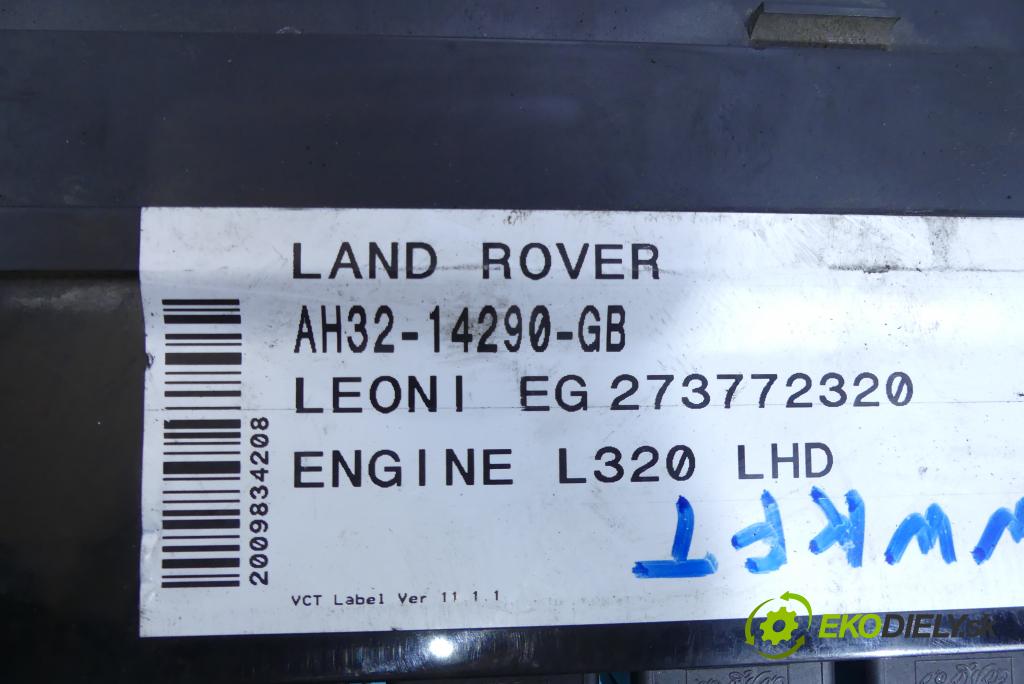 LAND ROVER
AH32-14290-GB
LEONI EG 273772320
ENGINE L320 LHD
2009834208
VCT Label Ver 11.1.1
EKODIELY.sk